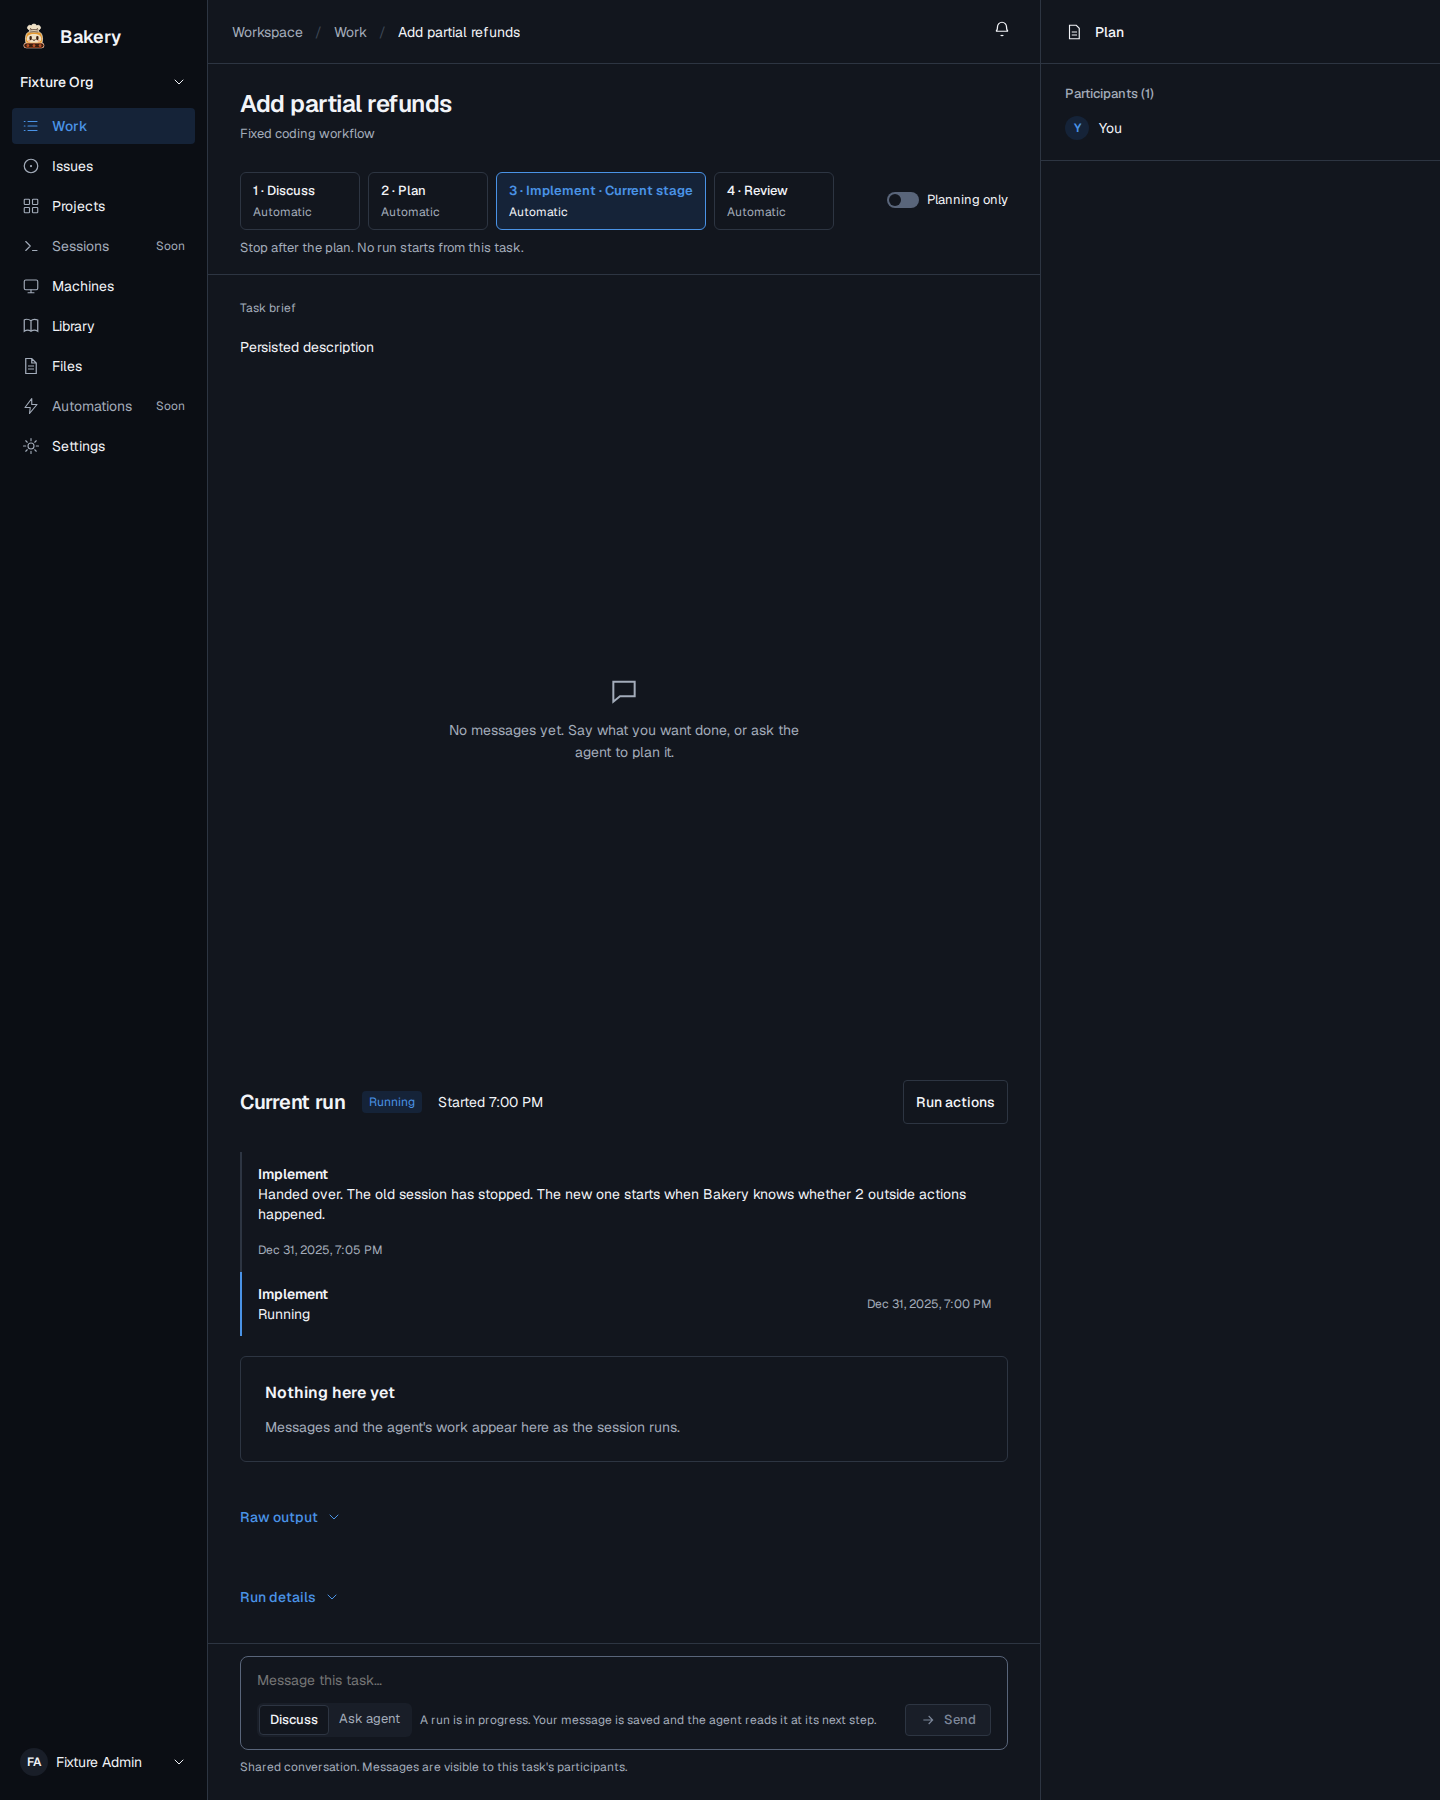 Bakery
Fixture Org
Work
Issues
Projects
Sessions Soon
Machines
Library
Files
Automations Soon
Settings
FA Fixture Admin
Workspace / Work / Add partial refunds
Add partial refunds
Fixed coding workflow
1 · Discuss
Automatic
2 · Plan
Automatic
3 · Implement · Current stage
Automatic
4 · Review
Automatic
Planning only
Stop after the plan. No run starts from this task.
Task brief
Persisted description
No messages yet. Say what you want done, or ask the
agent to plan it.
Current run Running Started 7:00 PM Run actions
Implement
Handed over. The old session has stopped. The new one starts when Bakery knows whether 2 outside actions
happened.
Dec 31, 2025, 7:05 PM
Implement
Running
Dec 31, 2025, 7:00 PM
Nothing here yet
Messages and the agent's work appear here as the session runs.
Raw output
Run details
Message this task...
Discuss Ask agent A run is in progress. Your message is saved and the agent reads it at its next step. Send
Shared conversation. Messages are visible to this task's participants.
Plan
Participants (1)
Y You